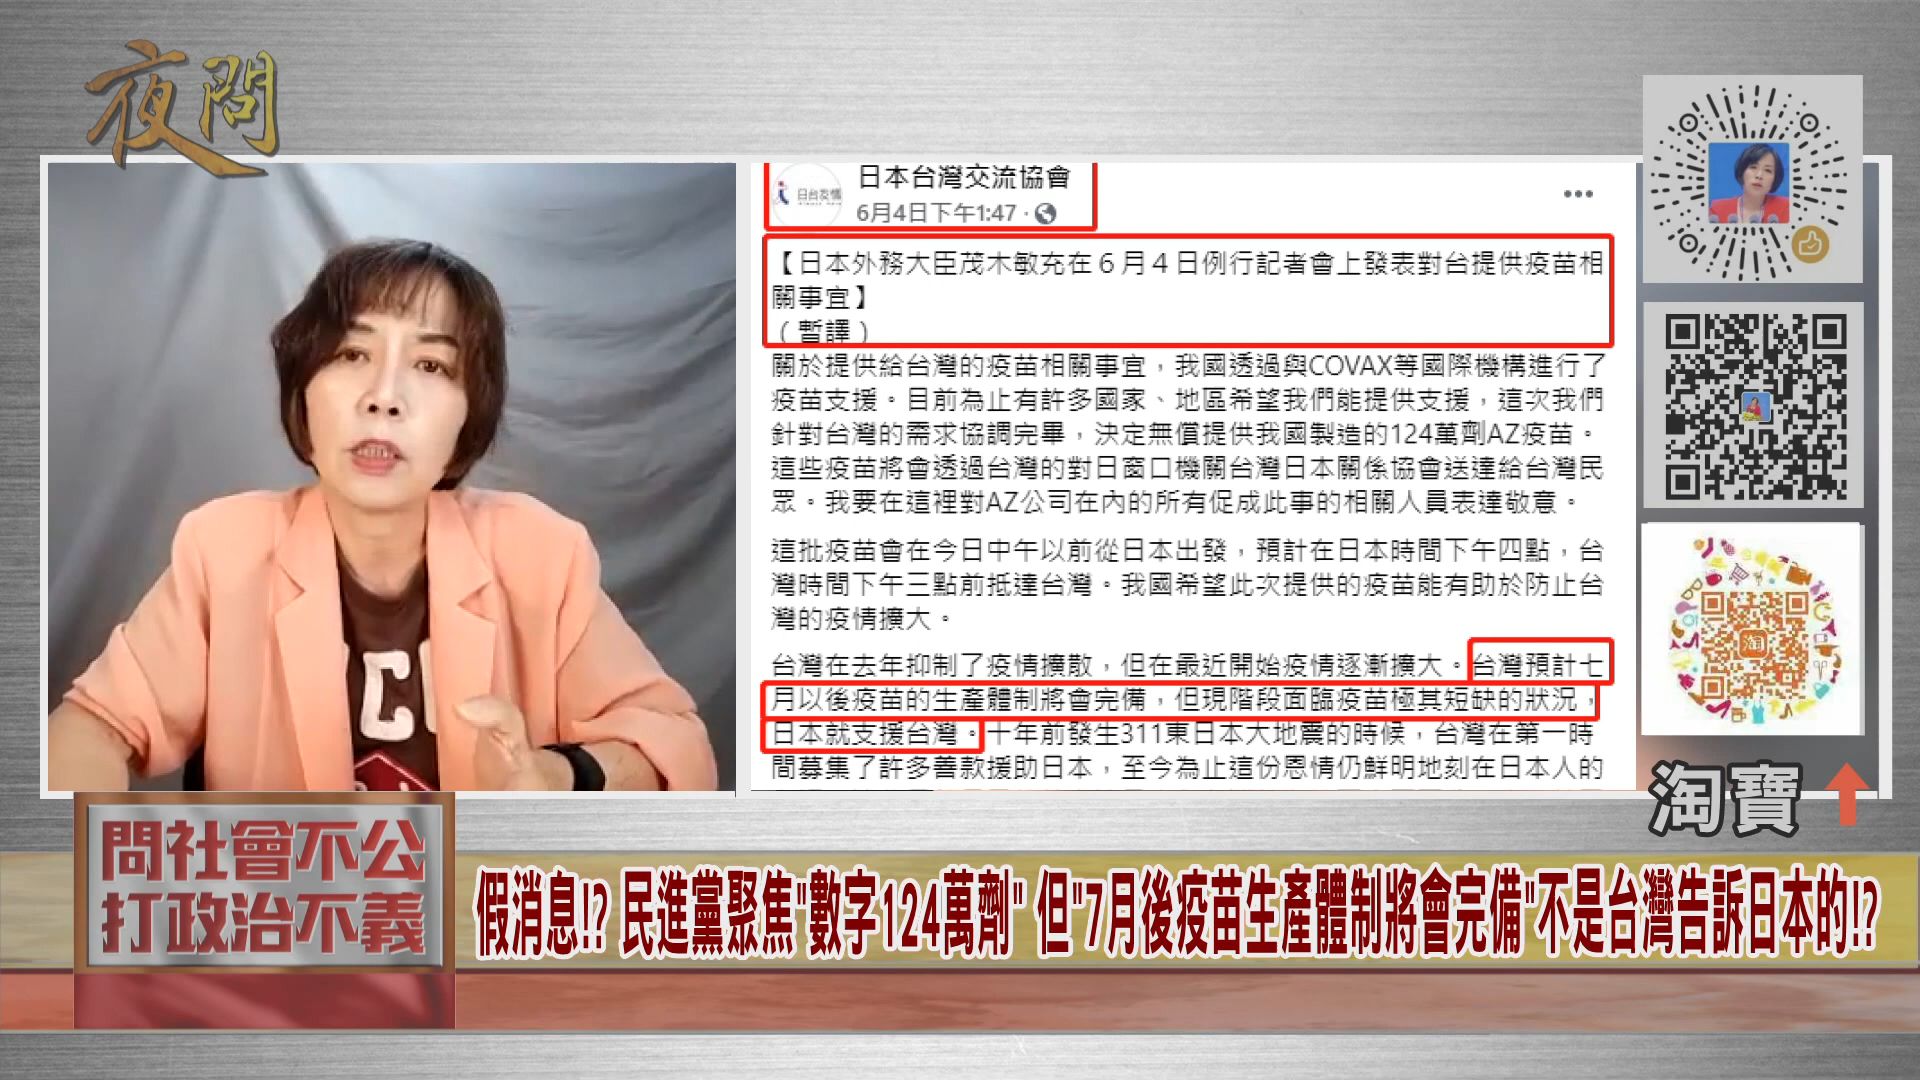 夜問
日台友情
日本台灣交流協會
6月4日下午1:47 ·
【日本外務大臣茂木敏充在６月４日例行記者會上發表對台提供疫苗相
關事宜】
（暫譯）
關於提供給台灣的疫苗相關事宜，我國透過與COVAX等國際機構進行了
疫苗支援。目前為止有許多國家、地區希望我們能提供支援，這次我們
針對台灣的需求協調完畢，決定無償提供我國製造的124萬劑AZ疫苗。
這些疫苗將會透過台灣的對日窗口機關台灣日本關係協會送達給台灣民
眾。我要在這裡對AZ公司在內的所有促成此事的相關人員表達敬意。
這批疫苗會在今日中午以前從日本出發，預計在日本時間下午四點，台
灣時間下午三點前抵達台灣。我國希望此次提供的疫苗能有助於防止台
灣的疫情擴大。
台灣在去年抑制了疫情擴散，但在最近開始疫情逐漸擴大。台灣預計七
月以後疫苗的生產體制將會完備，但現階段面臨疫苗極其短缺的狀況，
日本就支援台灣。十年前發生311東日本大地震的時候，台灣在第一時
間募集了許多善款援助日本，至今為止這份恩情仍鮮明地刻在日本人的
淘
淘寶
問社會不公
打政治不義
假消息!? 民進黨聚焦"數字124萬劑" 但"7月後疫苗生產體制將會完備"不是台灣告訴日本的!?